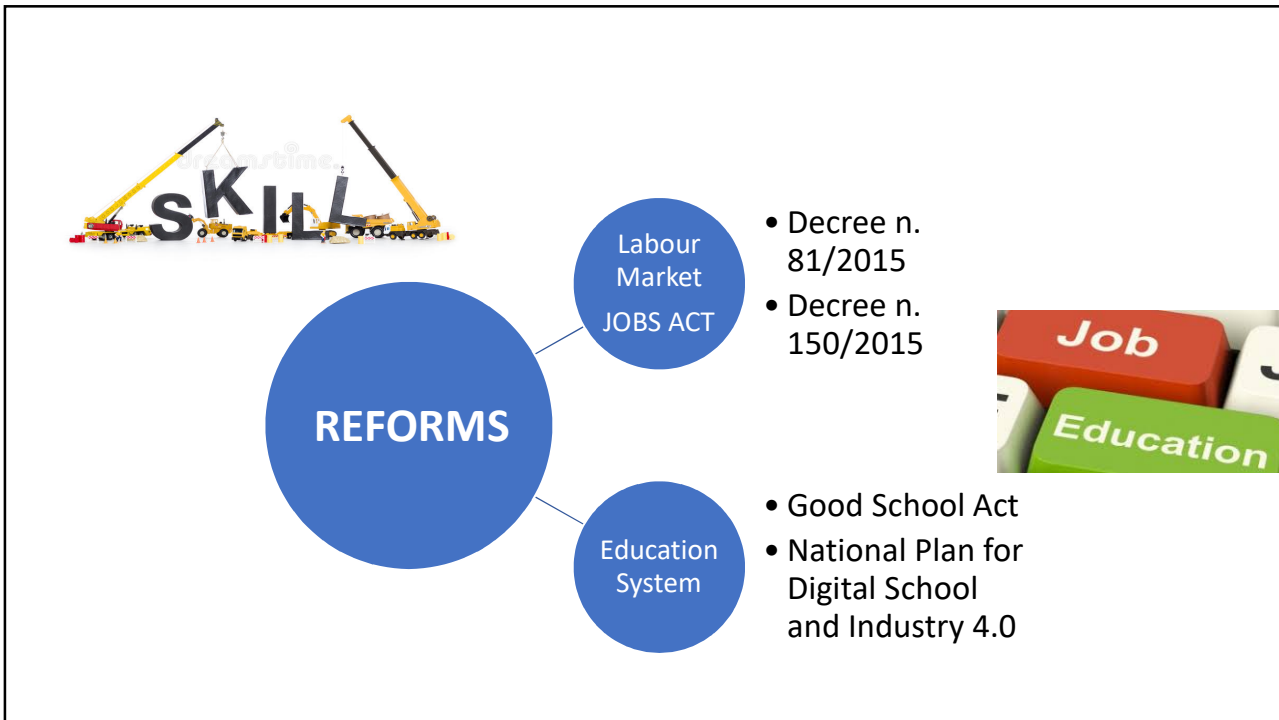 dreamstime
SKILL
Labour
Market
JOBS ACT
• Decree n.
81/2015
• Decree n.
150/2015
Job
J
Education
REFORMS
Education
System
• Good School Act
• National Plan for
Digital School
and Industry 4.0